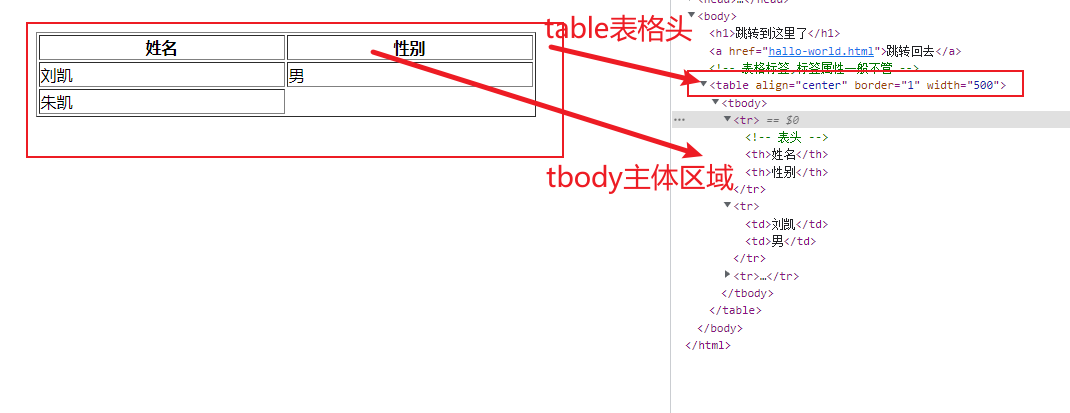 姓名 性别
刘凯 男
朱凯
table表格头
tbody主体区域
<head>…</head>
<body>
<h1>跳转到这里了</h1>
<a href="hallo-world.html">跳转回去</a>
<!-- 表格标签,标签属性一般不管 -->
<table align="center" border="1" width="500">
<tbody>
<tr> == $0
<!-- 表头 -->
<th>姓名</th>
<th>性别</th>
</tr>
<tr>
<td>刘凯</td>
<td>男</td>
</tr>
<tr>…</tr>
</tbody>
</table>
</body>
</html>